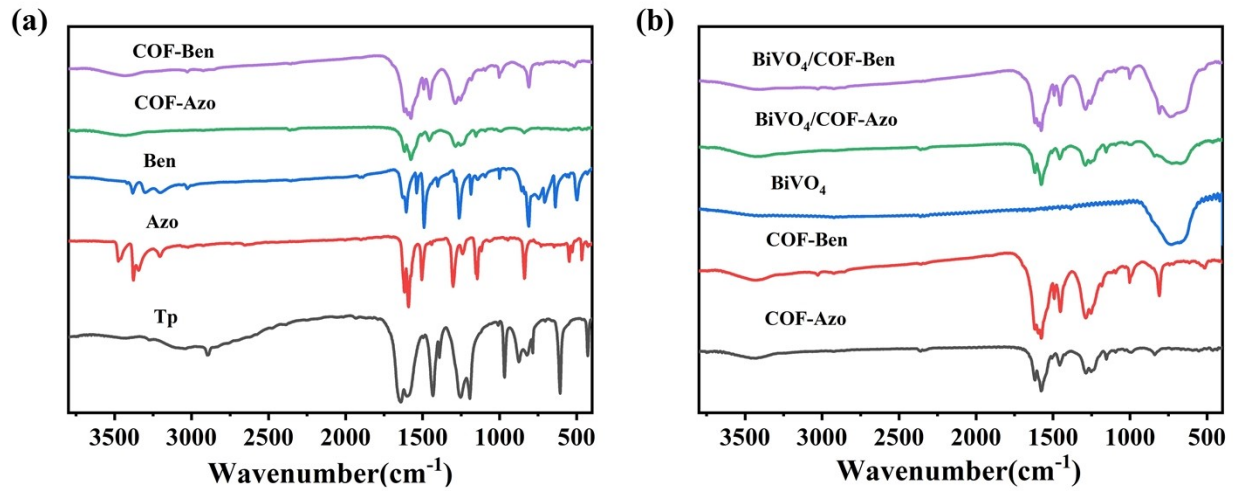 (a)
COF-Ben
COF-Azo
Ben
Azo
Tp
3500 3000 2500 2000 1500 1000 500
Wavenumber(cm⁻¹)
(b)
BiVO₄/COF-Ben
BiVO₄/COF-Azo
BiVO₄
COF-Ben
COF-Azo
3500 3000 2500 2000 1500 1000 500
Wavenumber(cm⁻¹)